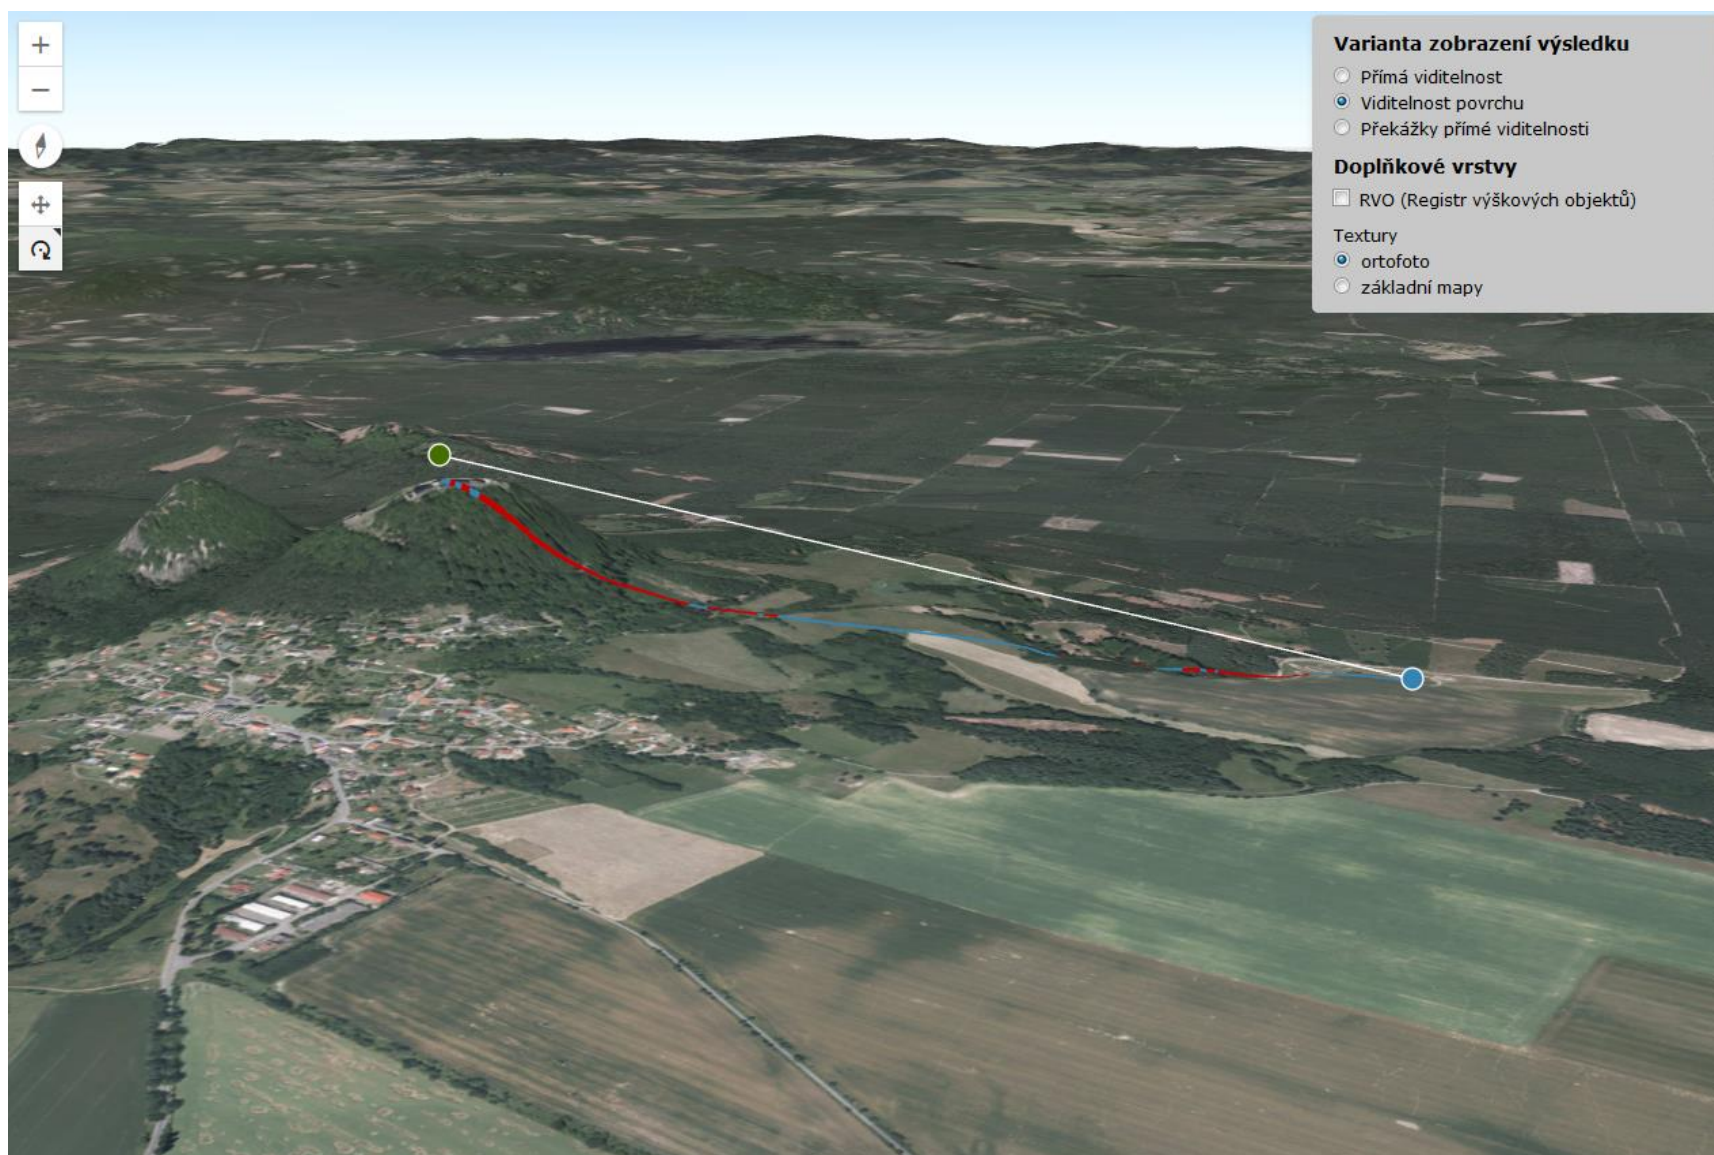 +
−
Varianta zobrazení výsledku
Přímá viditelnost
Viditelnost povrchu
Překážky přímé viditelnosti
Doplňkové vrstvy
RVO (Registr výškových objektů)
Textury
ortofoto
základní mapy